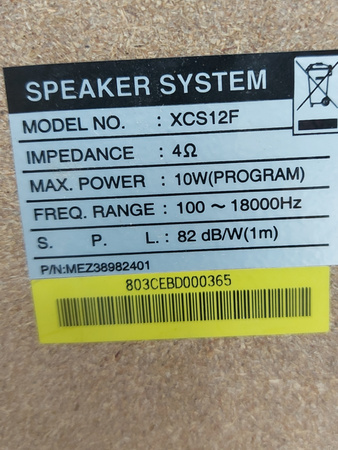 SPEAKER SYSTEM
MODEL NO. : XCS12F
IMPEDANCE : 4Ω
MAX. POWER : 10W(PROGRAM)
FREQ. RANGE : 100 ~ 18000Hz
S. P. L. : 82 dB/W(1m)
P/N:MEZ38982401
803CEBD000365